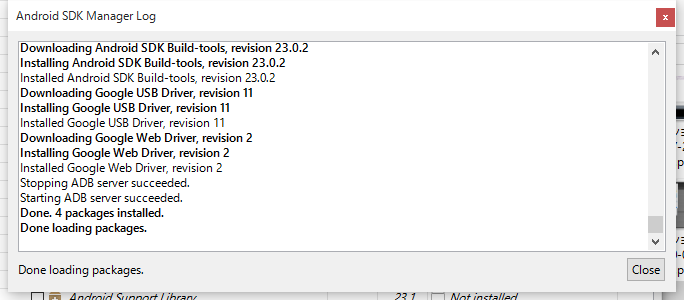 Android SDK Manager Log
x
Downloading Android SDK Build-tools, revision 23.0.2
Installing Android SDK Build-tools, revision 23.0.2
Installed Android SDK Build-tools, revision 23.0.2
Downloading Google USB Driver, revision 11
Installing Google USB Driver, revision 11
Installed Google USB Driver, revision 11
Downloading Google Web Driver, revision 2
Installing Google Web Driver, revision 2
Installed Google Web Driver, revision 2
Stopping ADB server succeeded.
Starting ADB server succeeded.
Done. 4 packages installed.
Done loading packages.
Done loading packages.
Close
Android Support Library 23.1 Not installed